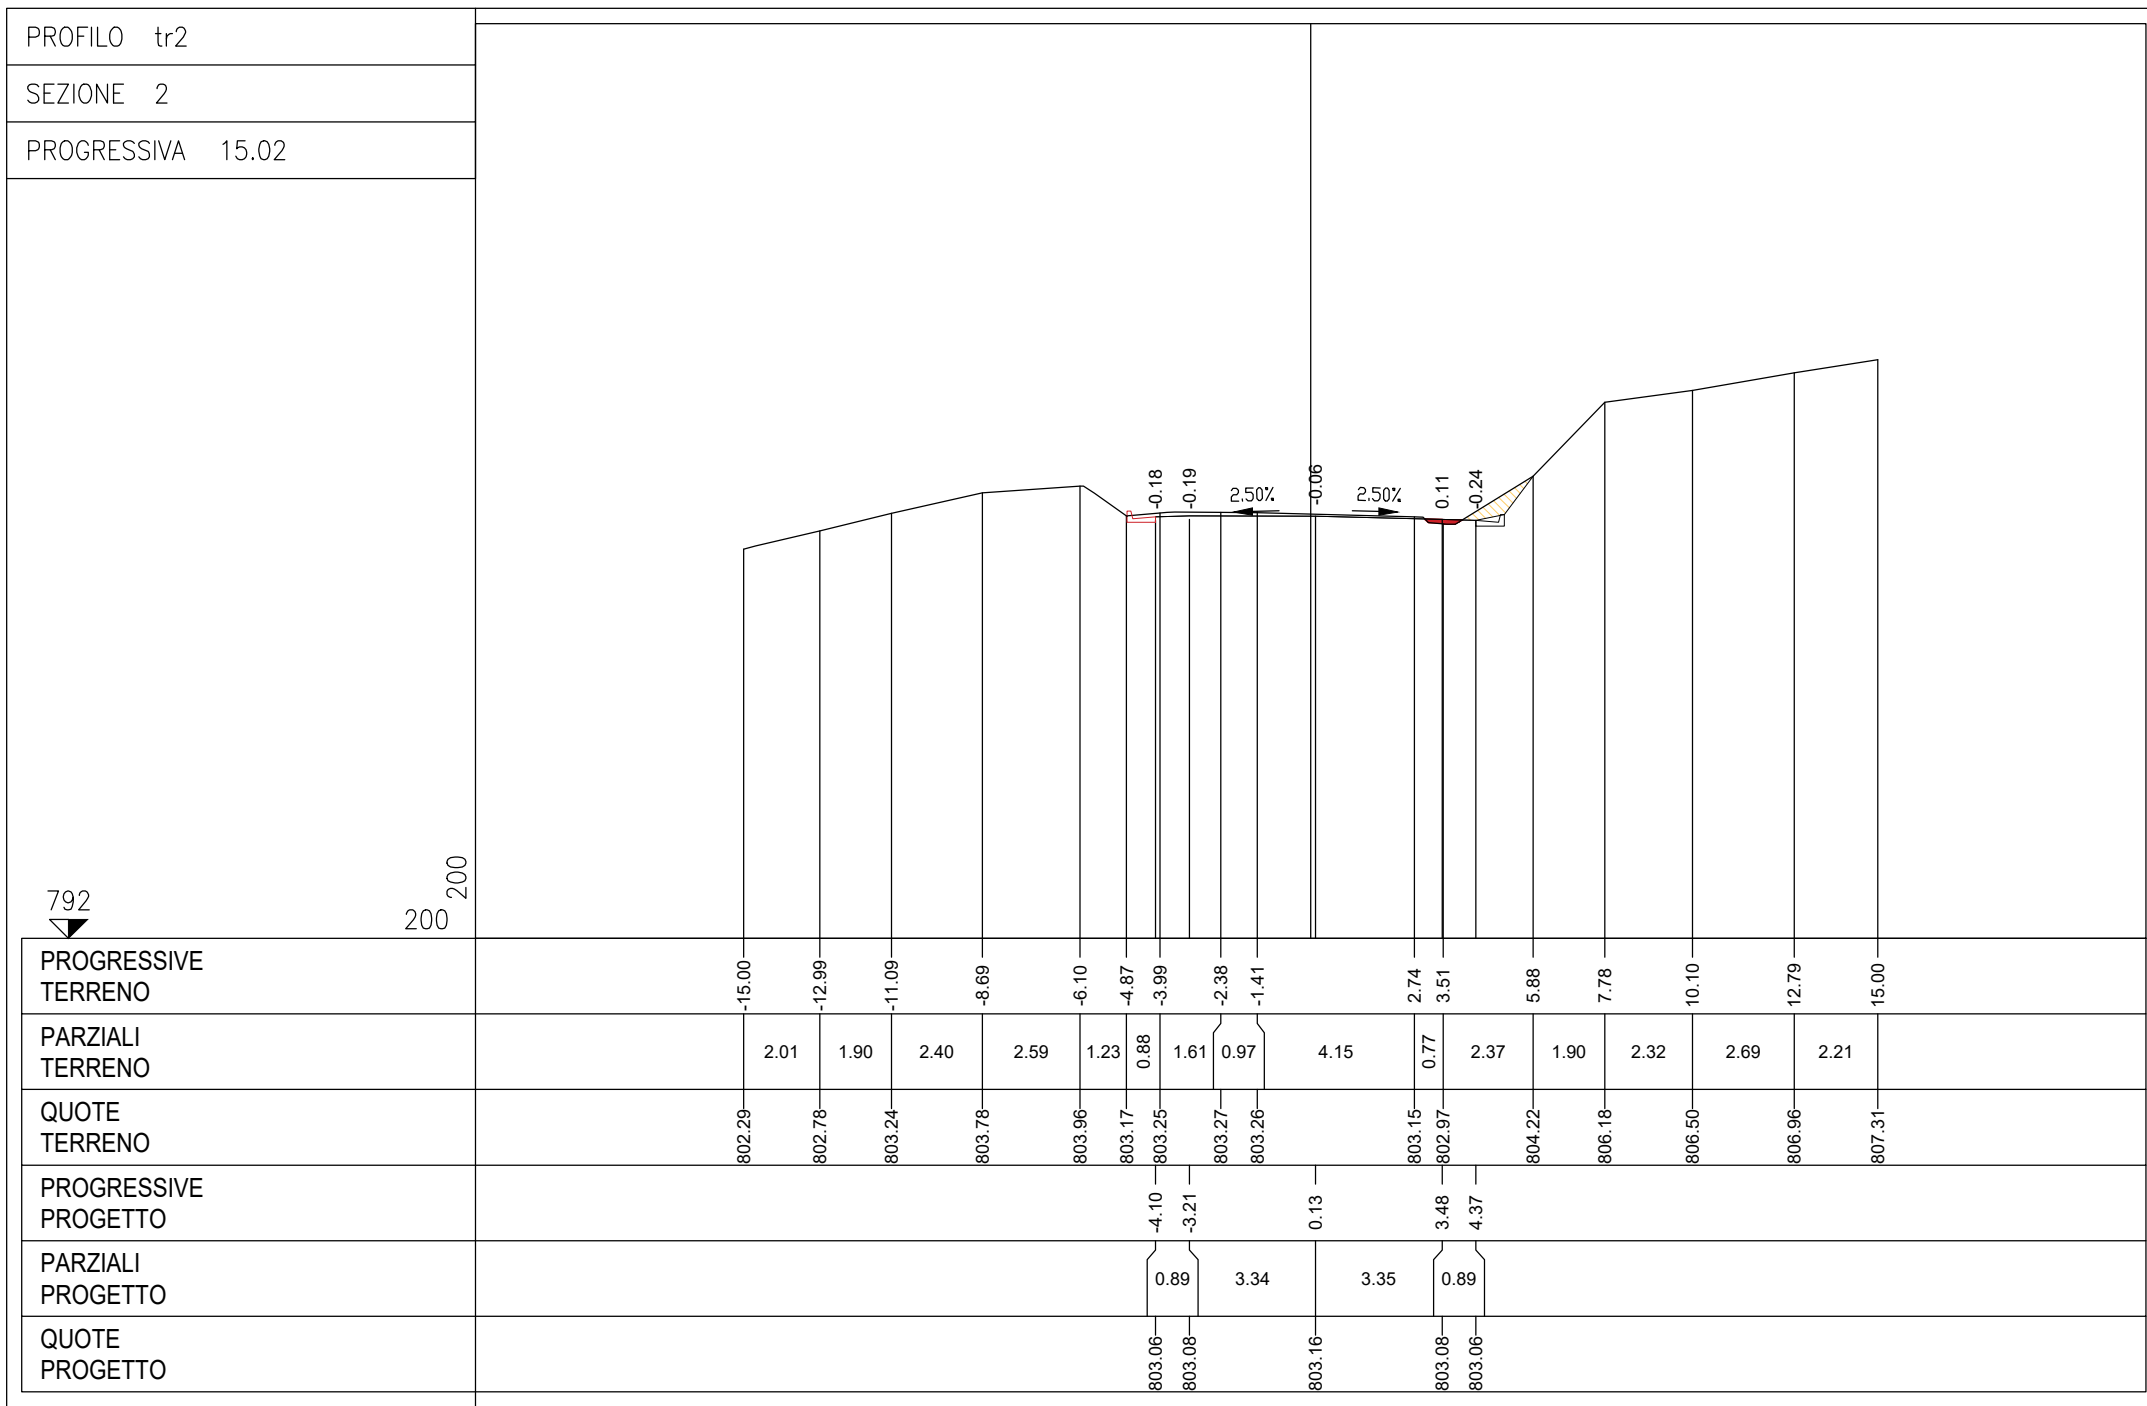 PROFILO tr2
SEZIONE 2
PROGRESSIVA 15.02
-0.18 -0.19 -0.06 0.11 -0.24
2.50% 2.50%
200
792
200
PROGRESSIVE
TERRENO
-15.00 -12.99 -11.09 -8.69 -6.10 -4.87 -3.99 -2.38 -1.41 2.74 3.51 5.88 7.78 10.10 12.79 15.00
PARZIALI
TERRENO
2.01 1.90 2.40 2.59 1.23 0.88 1.61 0.97 4.15 0.77 2.37 1.90 2.32 2.69 2.21
QUOTE
TERRENO
802.29 802.78 803.24 803.78 803.96 803.17 803.25 803.27 803.26 803.15 802.97 804.22 806.18 806.50 806.96 807.31
PROGRESSIVE
PROGETTO
-4.10 -3.21 0.13 3.48 4.37
PARZIALI
PROGETTO
0.89 3.34 3.35 0.89
QUOTE
PROGETTO
803.06 803.08 803.16 803.08 803.06